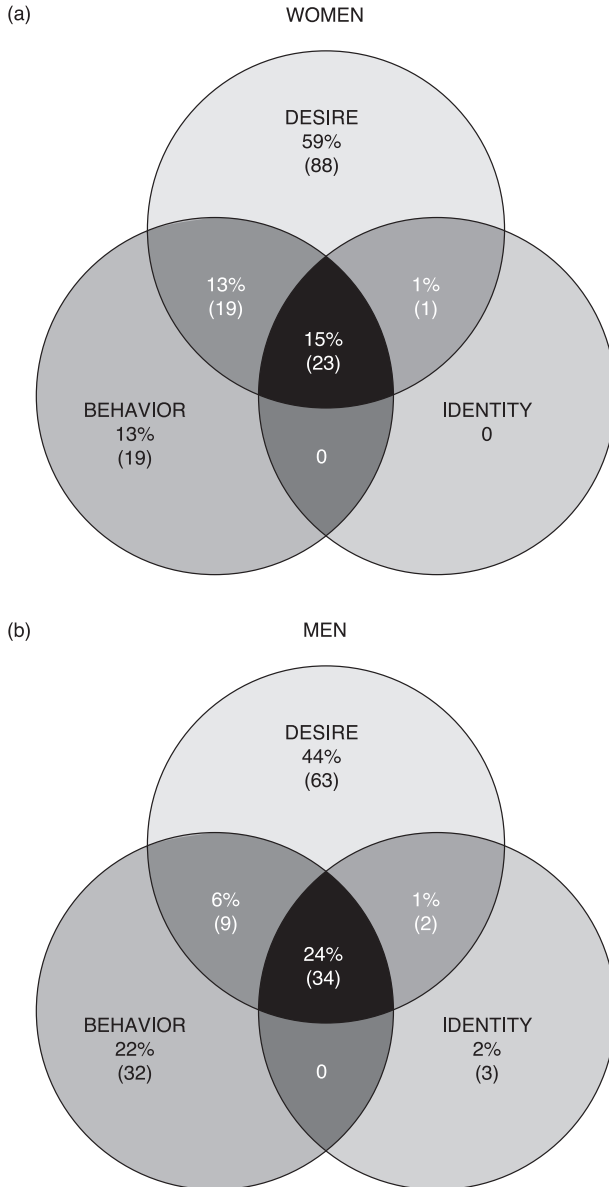 (a)
WOMEN
DESIRE
59%
(88)
13%
(19)
1%
(1)
15%
(23)
BEHAVIOR
13%
(19)
IDENTITY
0
0
(b)
MEN
DESIRE
44%
(63)
6%
(9)
1%
(2)
24%
(34)
BEHAVIOR
22%
(32)
IDENTITY
2%
(3)
0